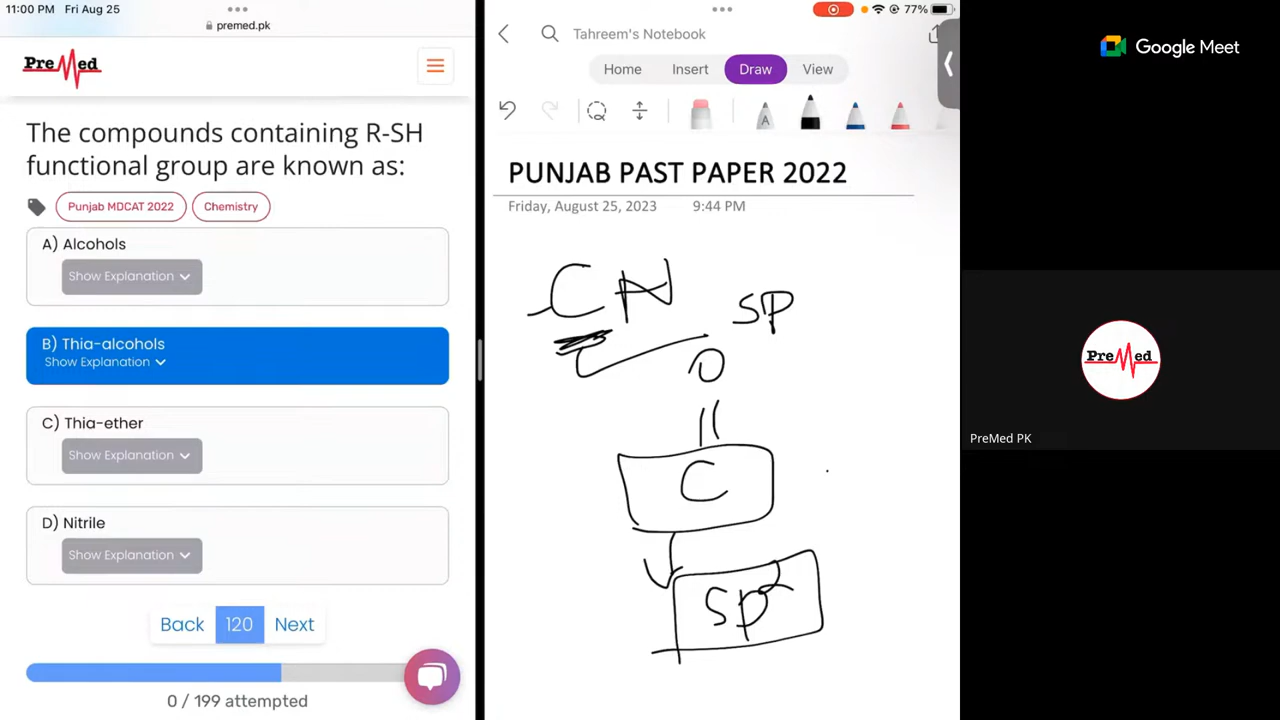 11:00 PM Fri Aug 25
premed.pk
PreMed
The compounds containing R-SH
functional group are known as:
Punjab MDCAT 2022
Chemistry
A) Alcohols
Show Explanation
B) Thia-alcohols
Show Explanation
C) Thia-ether
Show Explanation
D) Nitrile
Show Explanation
Back 120 Next
0 / 199 attempted
77%
Tahreem's Notebook
Home Insert Draw View
A
PUNJAB PAST PAPER 2022
Friday, August 25, 2023 9:44 PM
-CN
SP
O
||
C
SP2
Google Meet
PreMed
PreMed PK